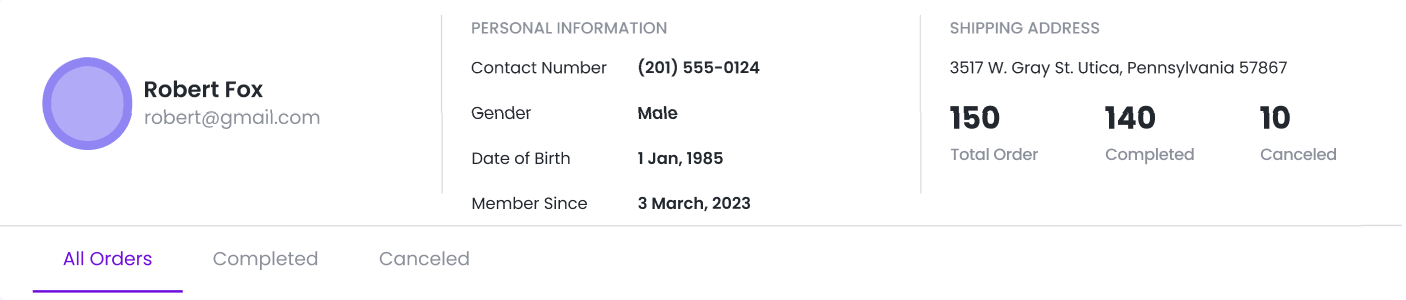 Robert Fox
robert@gmail.com
PERSONAL INFORMATION
Contact Number (201) 555-0124
Gender Male
Date of Birth 1 Jan, 1985
Member Since 3 March, 2023
SHIPPING ADDRESS
3517 W. Gray St. Utica, Pennsylvania 57867
150 140 10
Total Order Completed Canceled
All Orders Completed Canceled